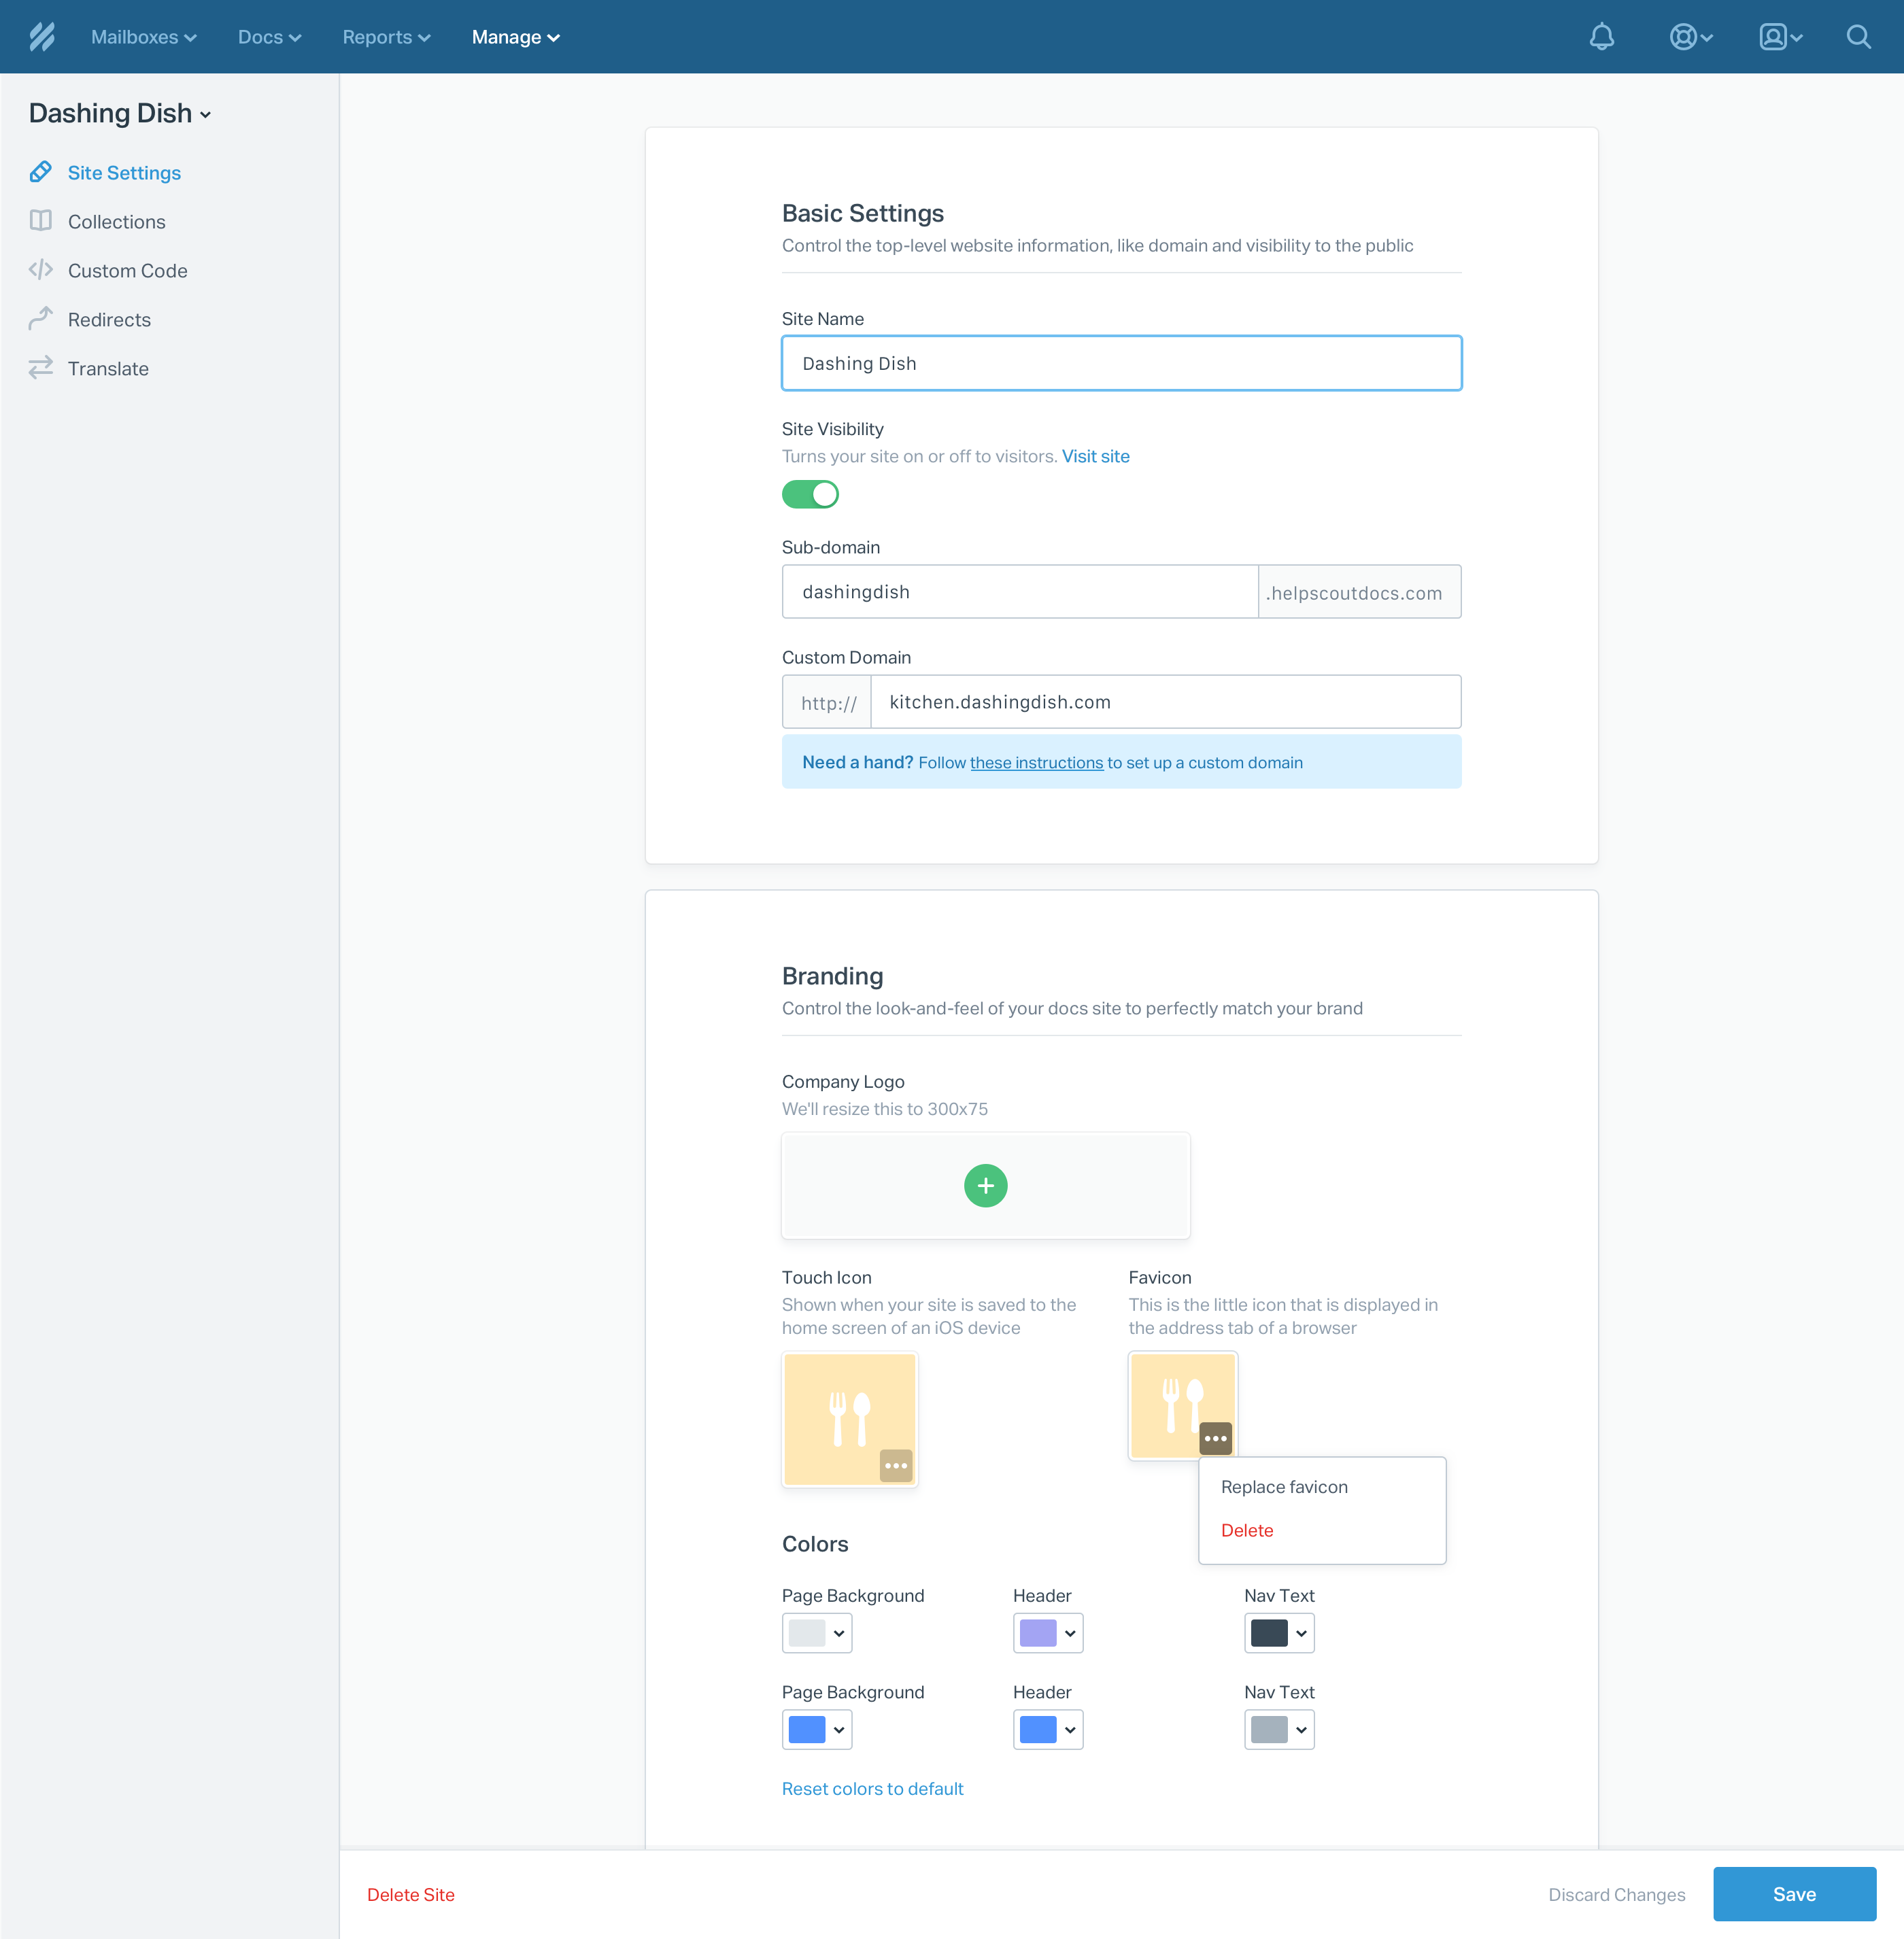 Mailboxes Docs Reports Manage
Dashing Dish
Site Settings
Collections
Custom Code
Redirects
Translate
Basic Settings
Control the top-level website information, like domain and visibility to the public
Site Name
Dashing Dish
Site Visibility
Turns your site on or off to visitors. Visit site
Sub-domain
dashingdish .helpscoutdocs.com
Custom Domain
http:// kitchen.dashingdish.com
Need a hand? Follow these instructions to set up a custom domain
Branding
Control the look-and-feel of your docs site to perfectly match your brand
Company Logo
We'll resize this to 300x75
Touch Icon
Shown when your site is saved to the
home screen of an iOS device
Favicon
This is the little icon that is displayed in
the address tab of a browser
Replace favicon
Delete
Colors
Page Background Header Nav Text
Page Background Header Nav Text
Reset colors to default
Delete Site Discard Changes Save